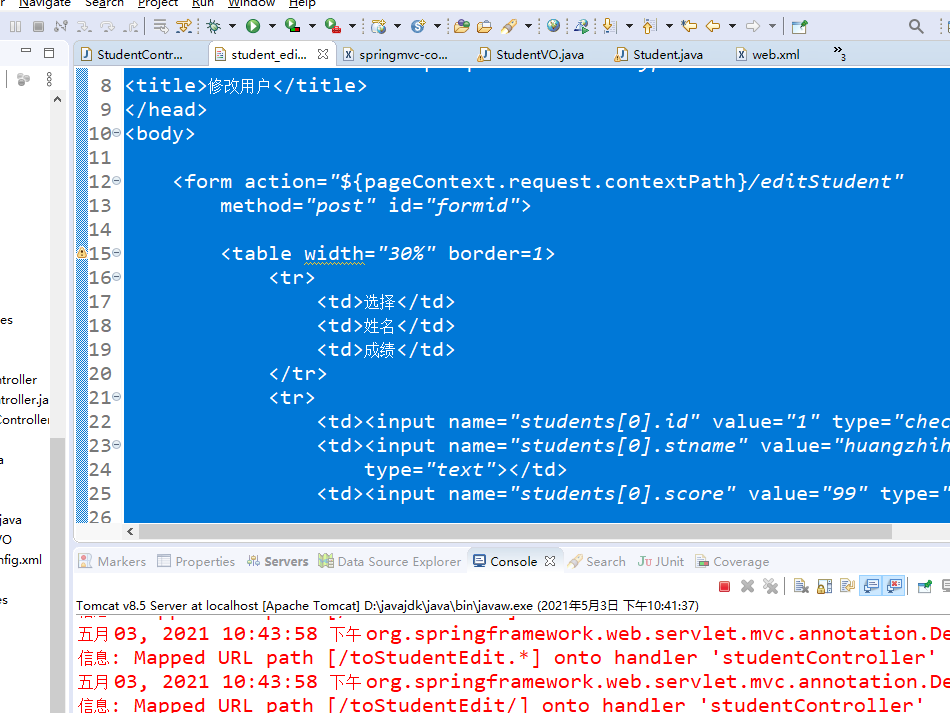 Navigate Search Project Run Window Help
StudentContr... student_edi... springmvc-co... StudentVO.java Student.java web.xml »3
8 <title>修改用户</title>
9 </head>
10 <body>
11
12 <form action="${pageContext.request.contextPath}/editStudent"
13 method="post" id="formid">
14
15 <table width="30%" border=1>
16 <tr>
17 <td>选择</td>
18 <td>姓名</td>
19 <td>成绩</td>
20 </tr>
21 <tr>
22 <td><input name="students[0].id" value="1" type="chec
23 <td><input name="students[0].stname" value="huangzhih
24 type="text"></td>
25 <td><input name="students[0].score" value="99" type="
26
es
ntroller
ntroller.ja
Controller
a
java
VO
nfig.xml
es
Markers Properties Servers Data Source Explorer Console Search JUnit Coverage
Tomcat v8.5 Server at localhost [Apache Tomcat] D:\javajdk\java\bin\javaw.exe (2021年5月3日 下午10:41:37)
五月 03, 2021 10:43:58 下午 org.springframework.web.servlet.mvc.annotation.De
信息: Mapped URL path [/toStudentEdit.*] onto handler 'studentController'
五月 03, 2021 10:43:58 下午 org.springframework.web.servlet.mvc.annotation.De
信息: Mapped URL path [/toStudentEdit/] onto handler 'studentController'